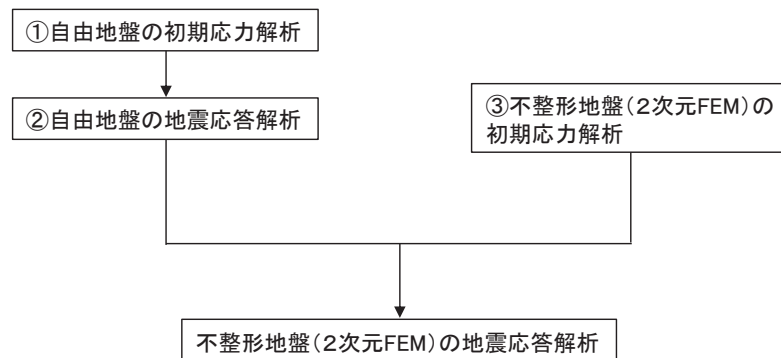 ①自由地盤の初期応力解析
②自由地盤の地震応答解析
③不整形地盤(2次元FEM)の
初期応力解析
不整形地盤(2次元FEM)の地震応答解析